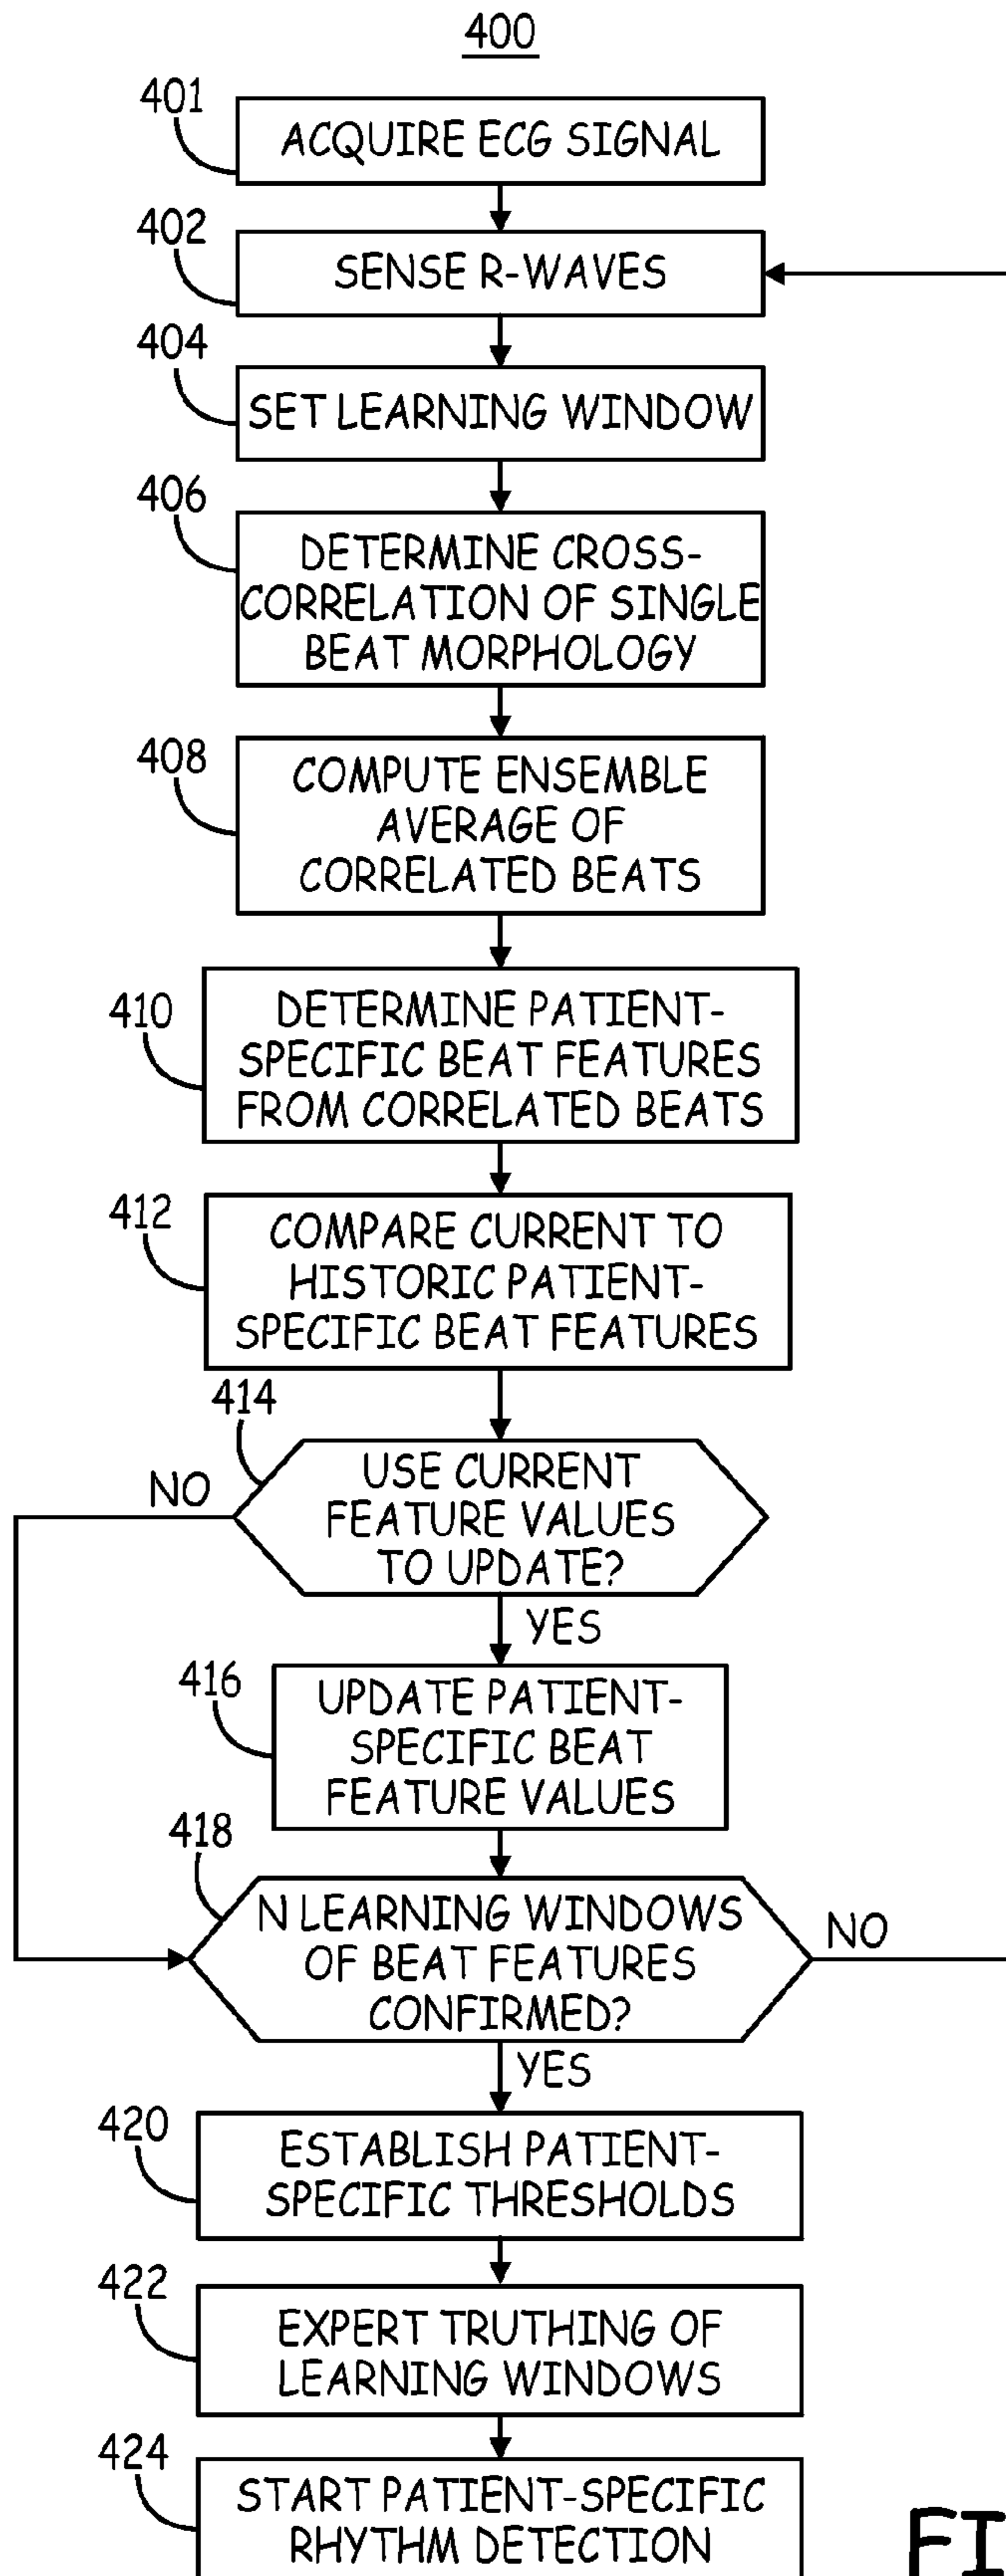 400
401
ACQUIRE ECG SIGNAL
402
SENSE R-WAVES
404
SET LEARNING WINDOW
406
DETERMINE CROSS-
CORRELATION OF SINGLE
BEAT MORPHOLOGY
408
COMPUTE ENSEMBLE
AVERAGE OF
CORRELATED BEATS
410
DETERMINE PATIENT-
SPECIFIC BEAT FEATURES
FROM CORRELATED BEATS
412
COMPARE CURRENT TO
HISTORIC PATIENT-
SPECIFIC BEAT FEATURES
414
NO
USE CURRENT
FEATURE VALUES
TO UPDATE?
YES
416
UPDATE PATIENT-
SPECIFIC BEAT
FEATURE VALUES
418
N LEARNING WINDOWS
OF BEAT FEATURES
CONFIRMED?
NO
YES
420
ESTABLISH PATIENT-
SPECIFIC THRESHOLDS
422
EXPERT TRUTHING OF
LEARNING WINDOWS
424
START PATIENT-SPECIFIC
RHYTHM DETECTION